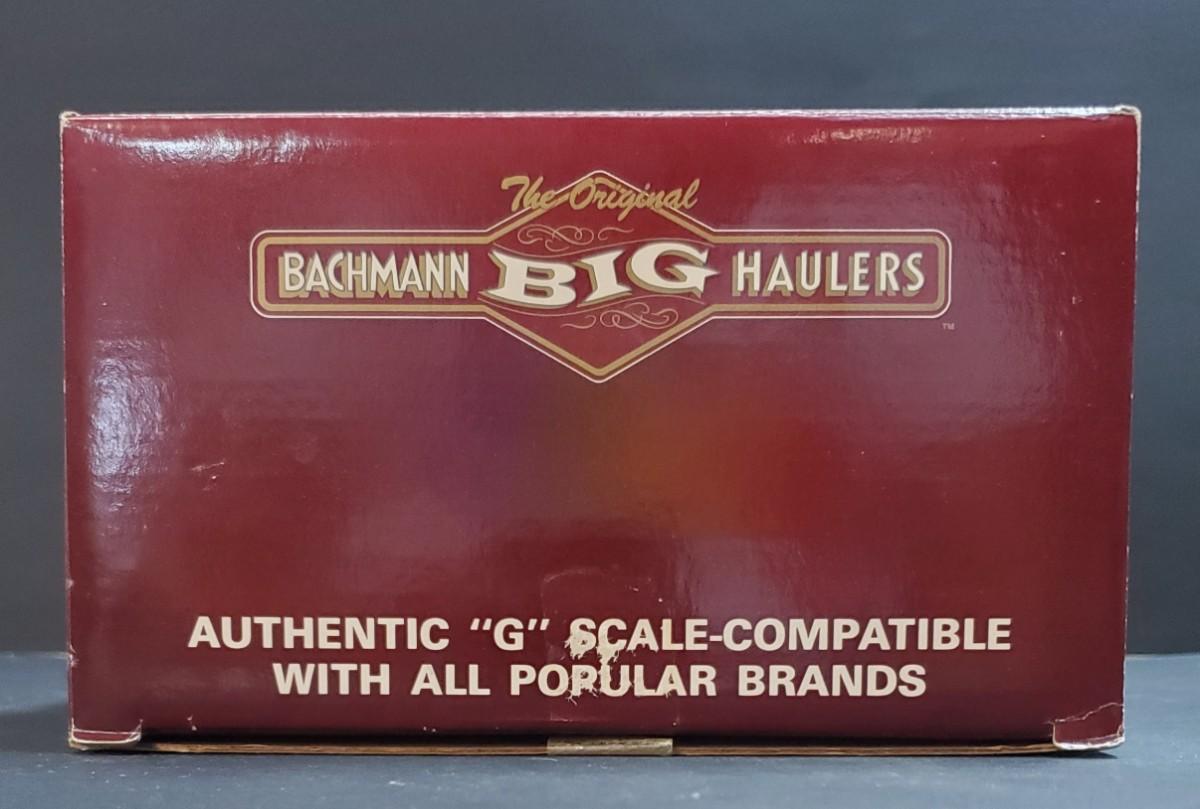 The Original
BACHMANN BIG HAULERS
TM
AUTHENTIC "G" SCALE-COMPATIBLE
WITH ALL POPULAR BRANDS